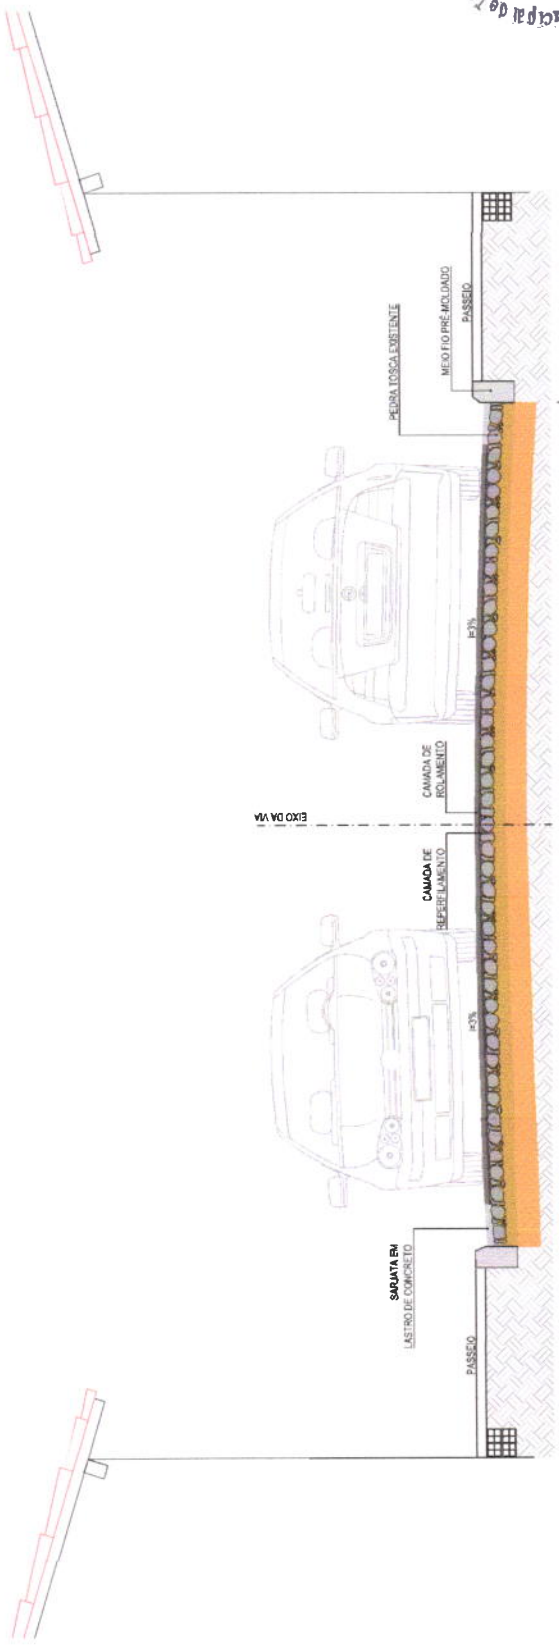 EIXO DA VIA
SARJATA EM
LASTRO DE CONCRETO
PASSEIO
i=3%
CAMADA DE
REPERFILAMENTO
CAMADA DE
ROLAMENTO
i=3%
PEDRA TOSCA EXISTENTE
MEIO FIO PRÉ-MOLDADO
PASSEIO